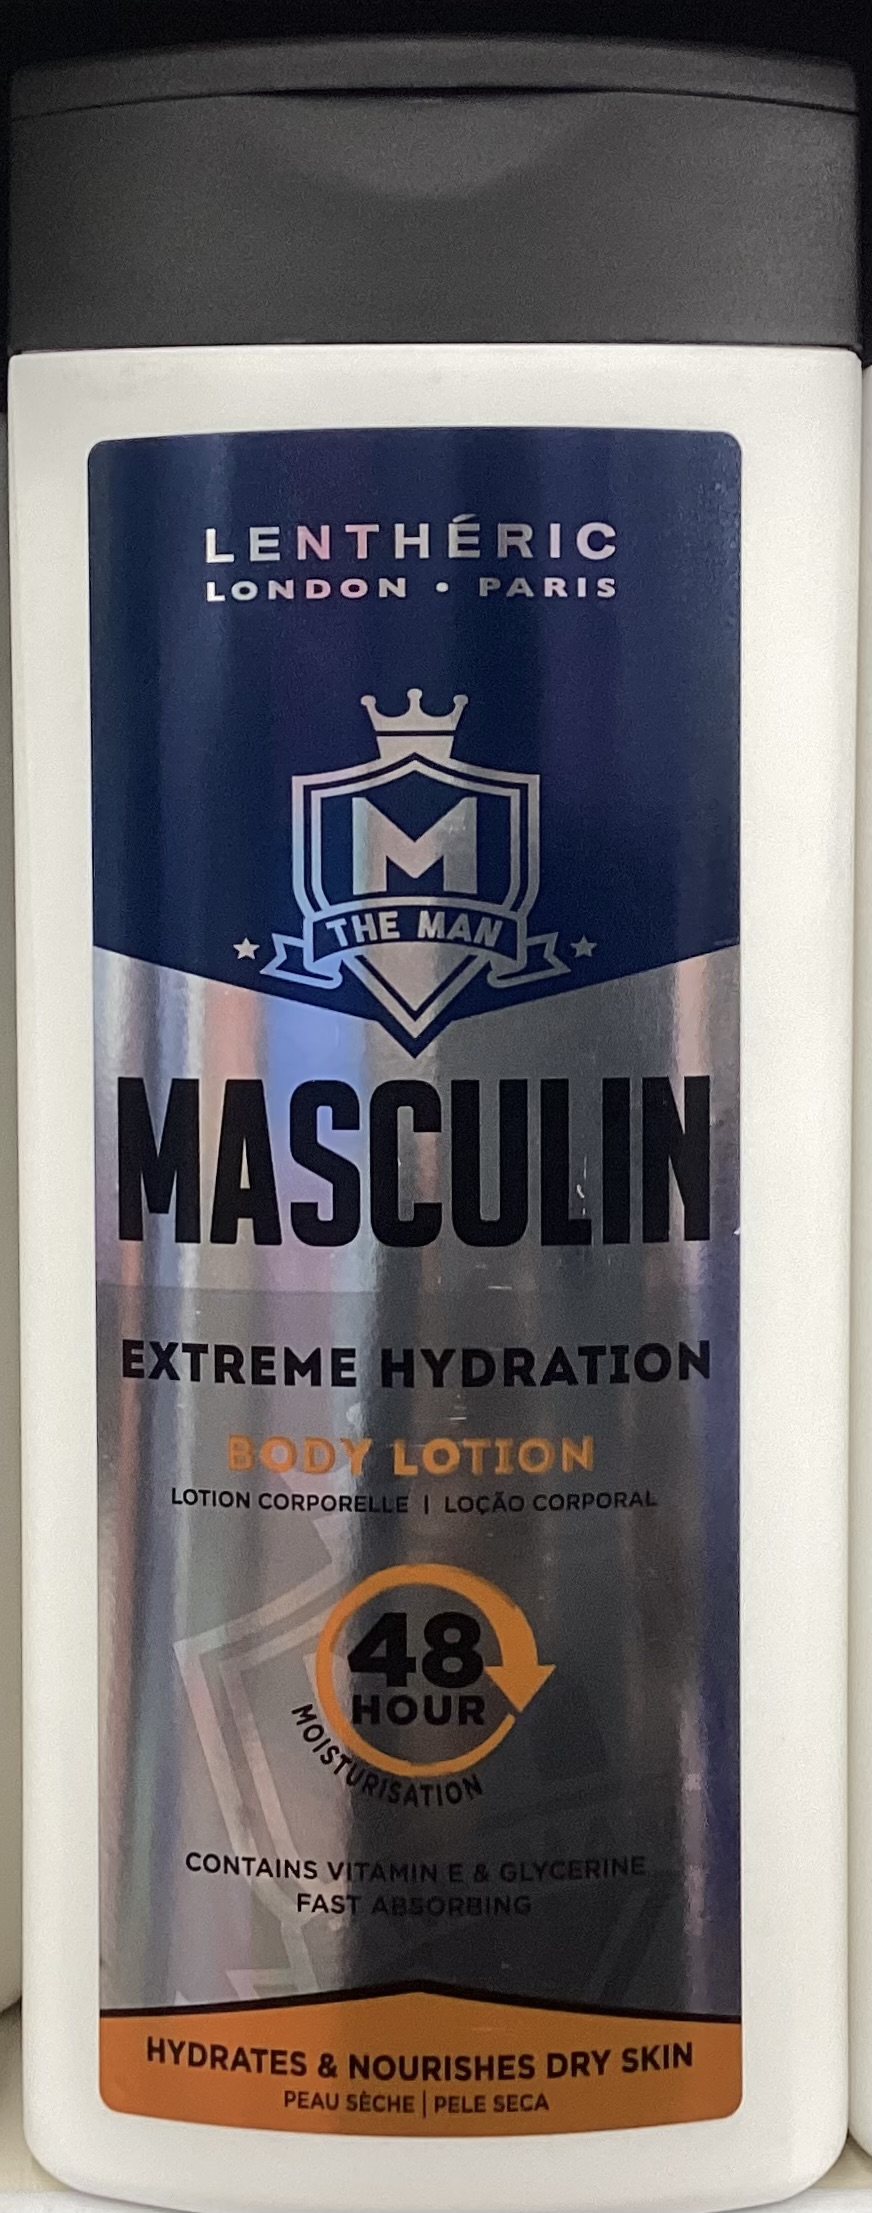 LENTHÉRIC
LONDON • PARIS
M
THE MAN
MASCULIN
EXTREME HYDRATION
BODY LOTION
LOTION CORPORELLE | LOÇÃO CORPORAL
48
HOUR
MOISTURISATION
CONTAINS VITAMIN E & GLYCERINE
FAST ABSORBING
HYDRATES & NOURISHES DRY SKIN
PEAU SÈCHE | PELE SECA